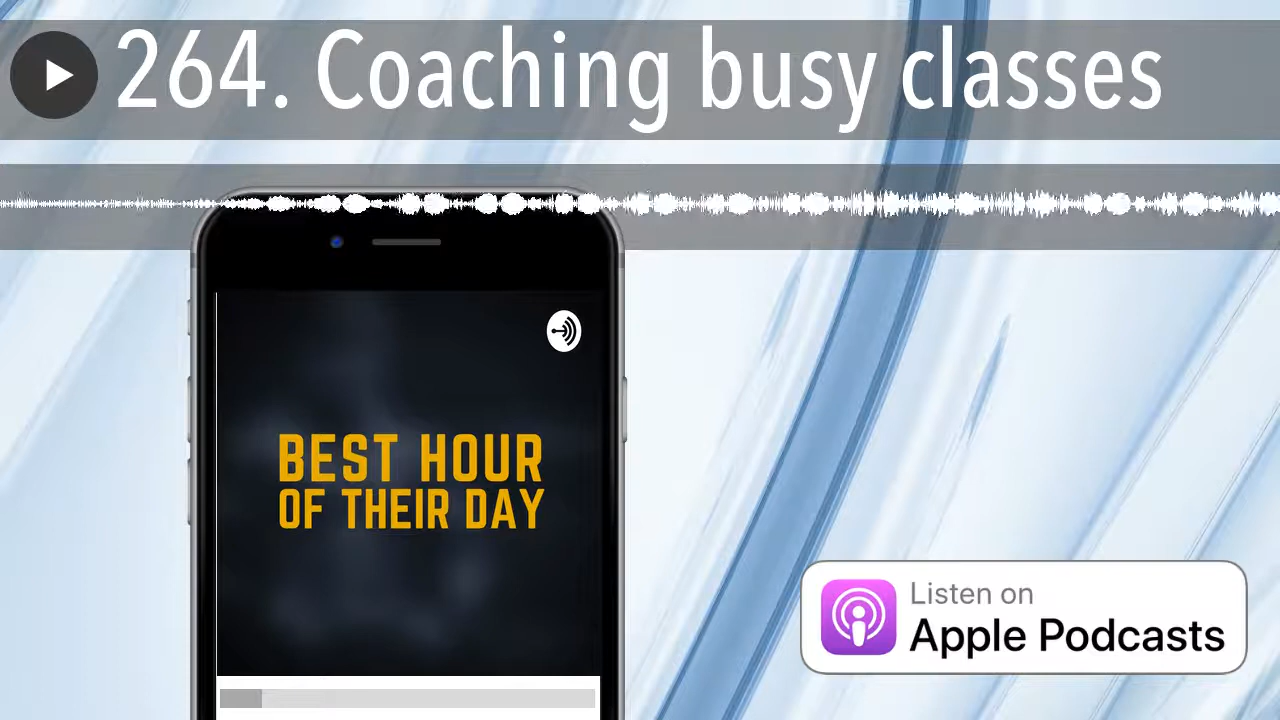 264. Coaching busy classes
BEST HOUR
OF THEIR DAY
Listen on
Apple Podcasts